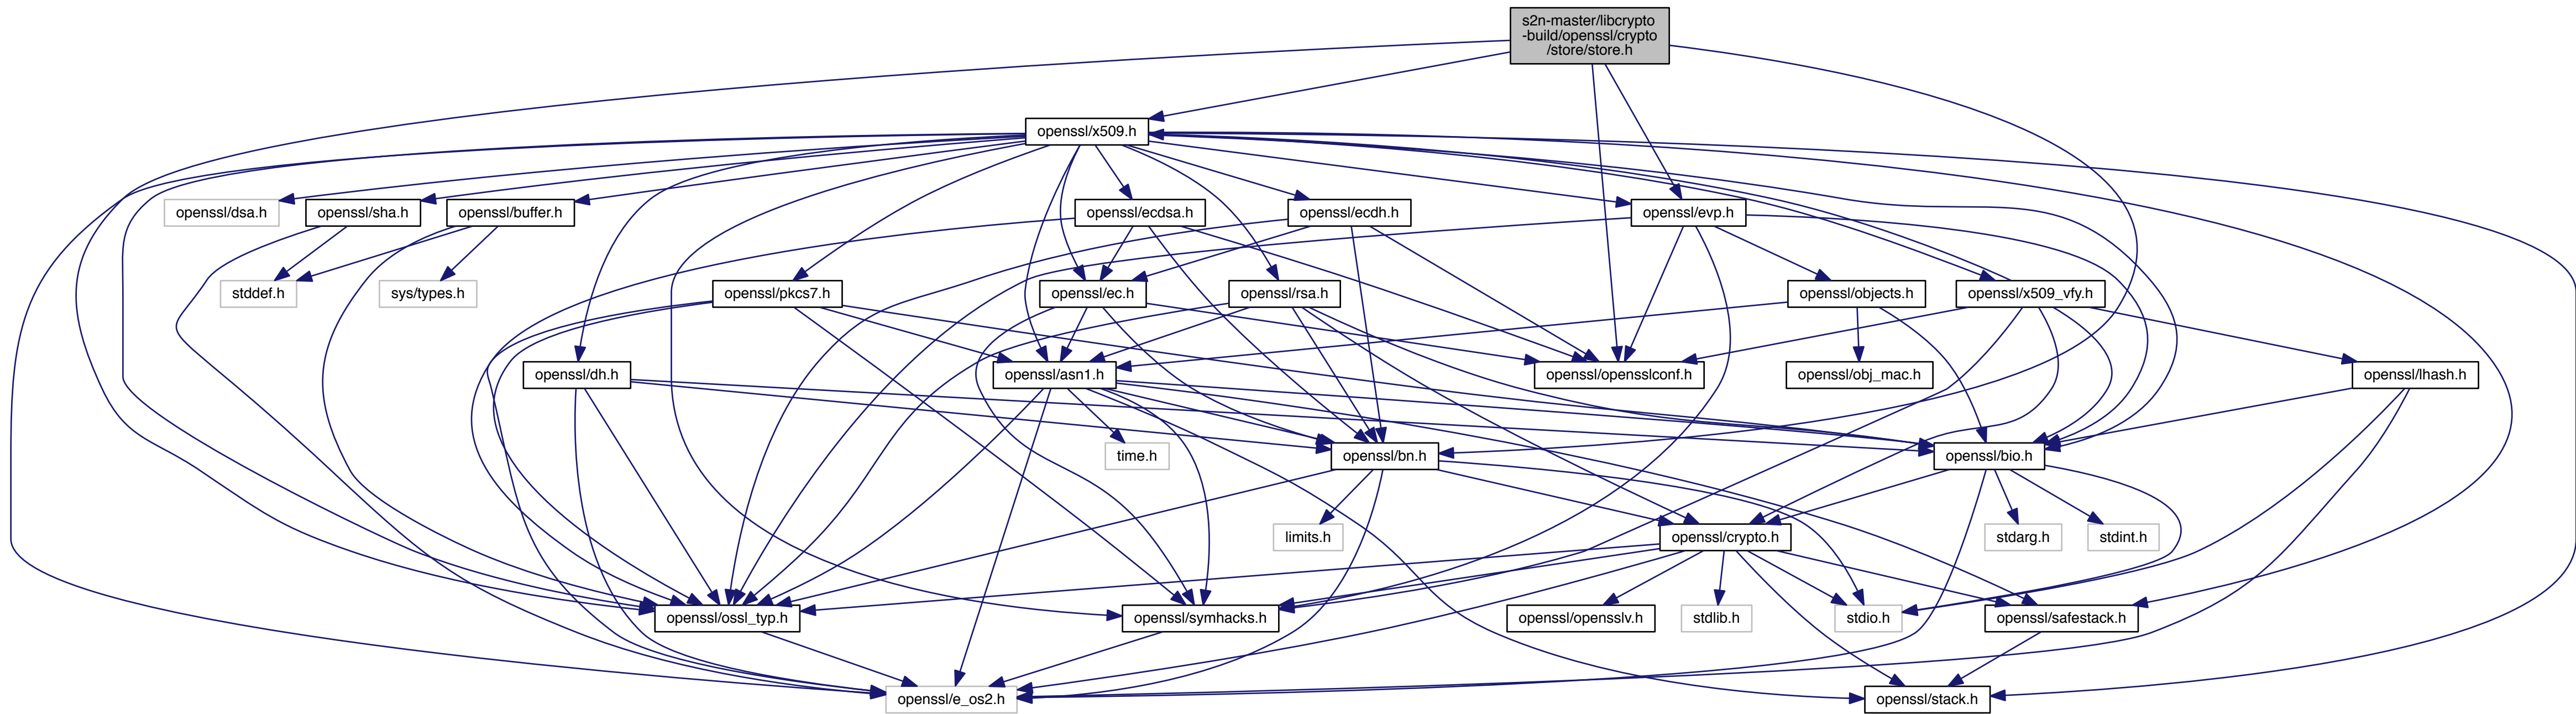 s2n-master/libcrypto
-build/openssl/crypto
/store/store.h
openssl/x509.h
openssl/dsa.h
openssl/sha.h
openssl/buffer.h
openssl/ecdsa.h
openssl/ecdh.h
openssl/evp.h
stddef.h
sys/types.h
openssl/pkcs7.h
openssl/ec.h
openssl/rsa.h
openssl/objects.h
openssl/x509_vfy.h
openssl/dh.h
openssl/asn1.h
openssl/opensslconf.h
openssl/obj_mac.h
openssl/lhash.h
time.h
openssl/bn.h
openssl/bio.h
limits.h
openssl/crypto.h
stdarg.h
stdint.h
openssl/ossl_typ.h
openssl/symhacks.h
openssl/opensslv.h
stdlib.h
stdio.h
openssl/safestack.h
openssl/e_os2.h
openssl/stack.h